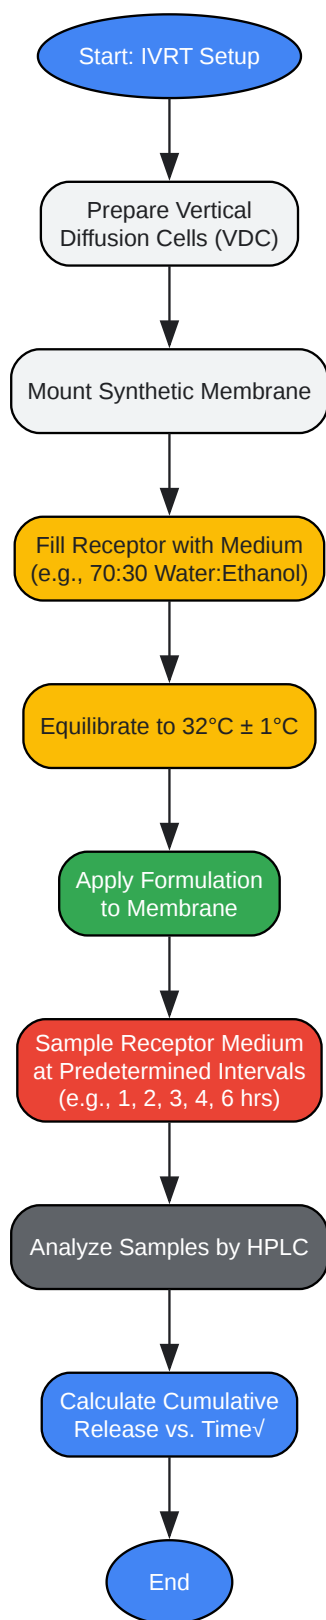 Start: IVRT Setup
Prepare Vertical
Diffusion Cells (VDC)
Mount Synthetic Membrane
Fill Receptor with Medium
(e.g., 70:30 Water:Ethanol)
Equilibrate to 32°C ± 1°C
Apply Formulation
to Membrane
Sample Receptor Medium
at Predetermined Intervals
(e.g., 1, 2, 3, 4, 6 hrs)
Analyze Samples by HPLC
Calculate Cumulative
Release vs. Time√
End